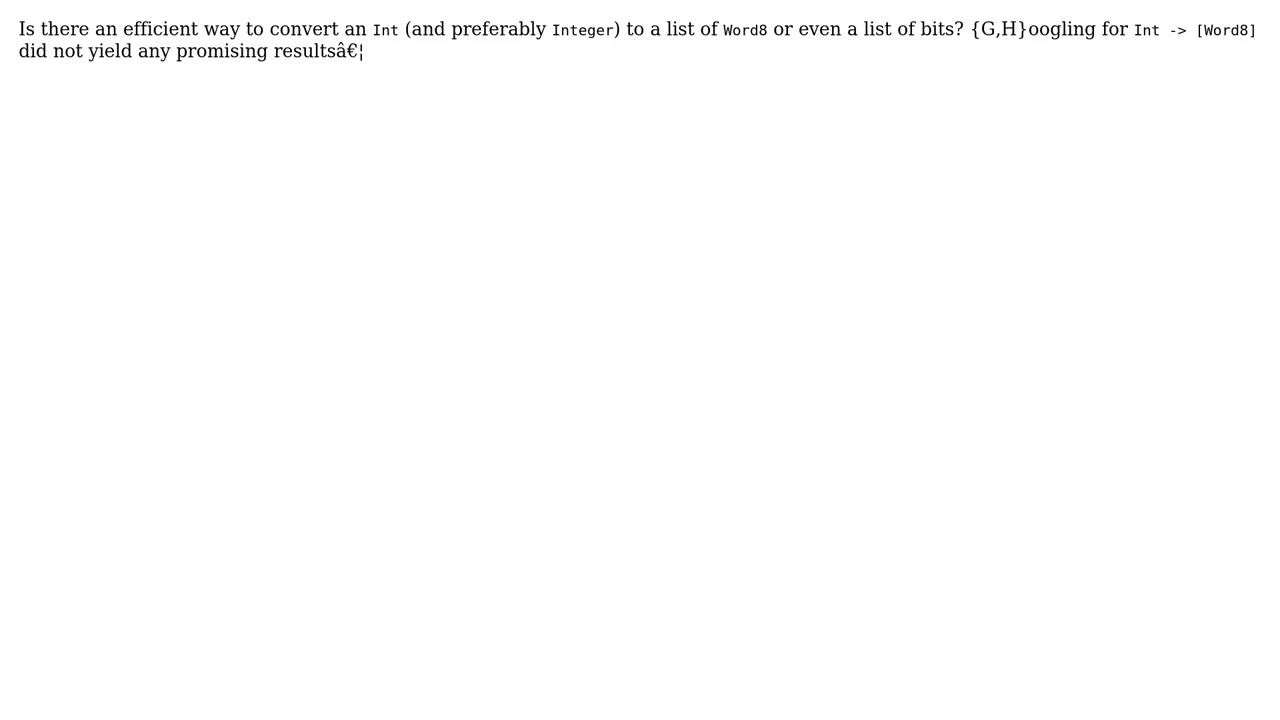 Is there an efficient way to convert an Int (and preferably Integer) to a list of Word8 or even a list of bits? {G,H}oogling for Int -> [Word8]
did not yield any promising resultsâ€¦